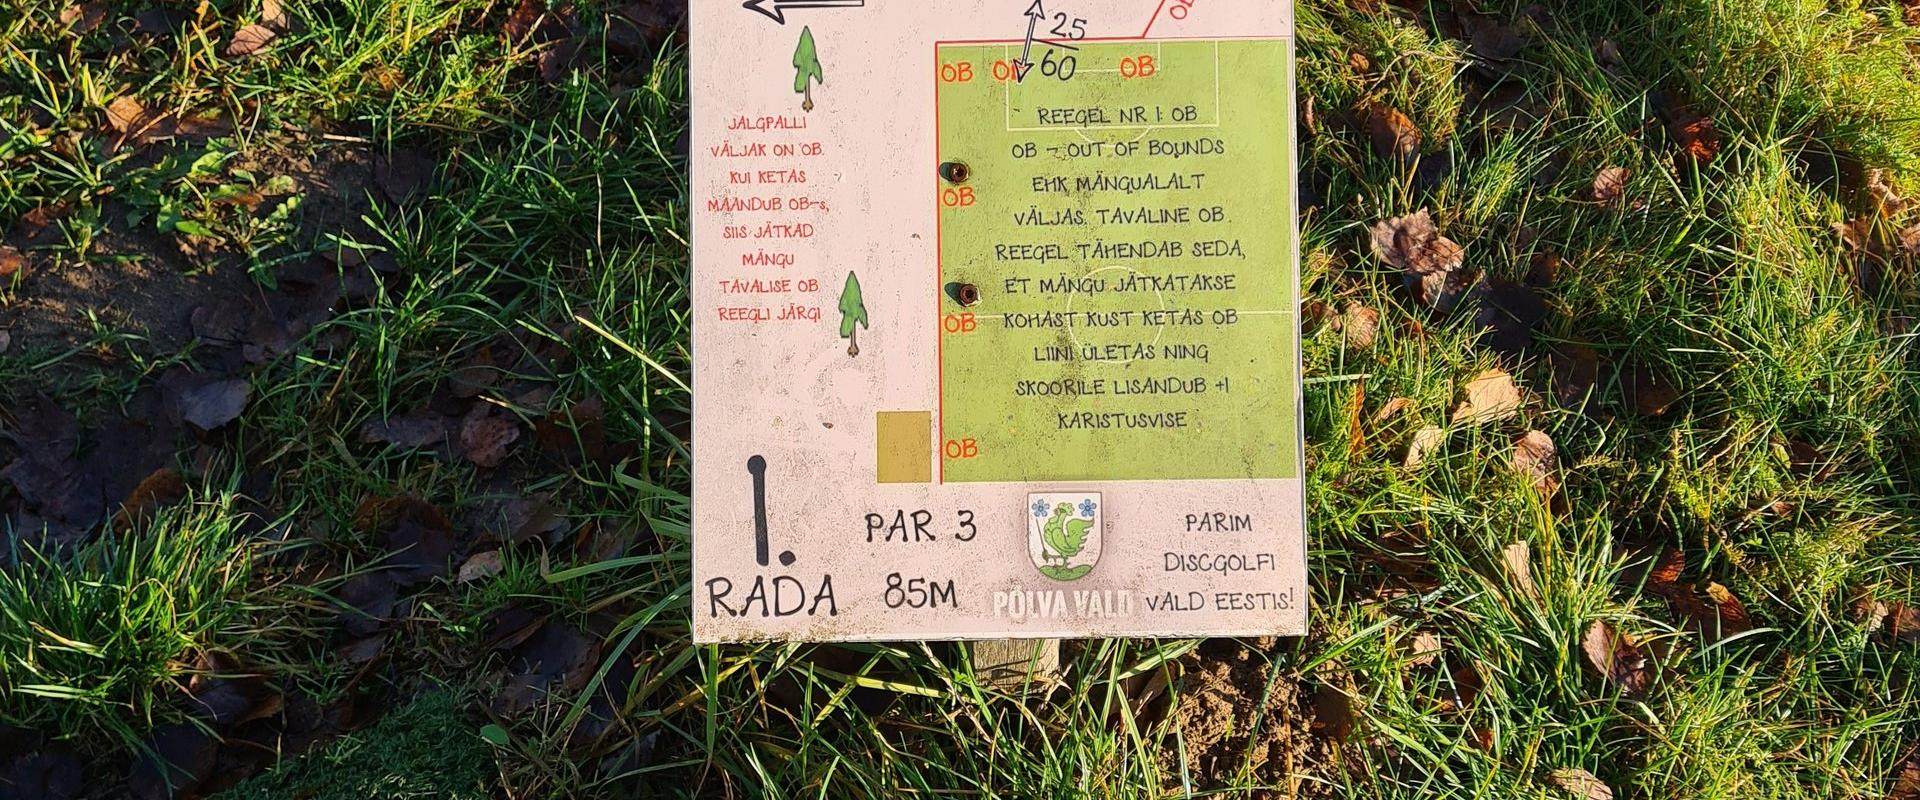 OB
25
60
OB
OB
OB
JALGPALLI
VÄLJAK ON OB.
KUI KETAS
MAANDUB OB-s,
SIIS JÄTKAD
MÄNGU
TAVALISE OB
REEGLI JÄRGI
REEGEL NR 1: OB
OB - OUT OF BOUNDS
EHK MÄNGUALALT
VÄLJAS. TAVALINE OB
REEGEL TÄHENDAB SEDA,
ET MÄNGU JÄTKATAKSE
KOHAST KUST KETAS OB
LIINI ÜLETAS NING
SKOORILE LISANDUB +1
KARISTUSVISE
OB
OB
OB
1.
RADA
PAR 3
85M
PÕLVA VALD
PARIM
DISCGOLFI
VALD EESTIS!